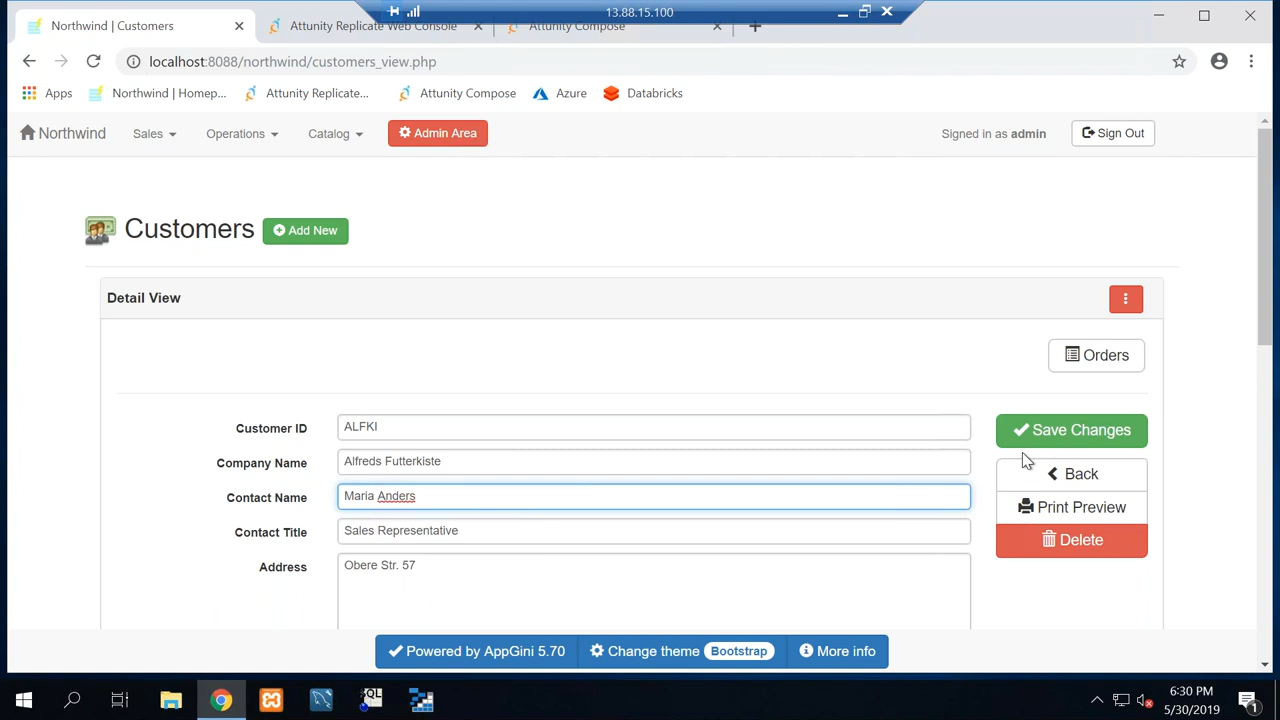 13.88.15.100
Northwind | Customers
Attunity Replicate Web Console
Attunity Compose
localhost:8088/northwind/customers_view.php
Apps
Northwind | Homep...
Attunity Replicate...
Attunity Compose
Azure
Databricks
Northwind
Sales
Operations
Catalog
Admin Area
Signed in as admin
Sign Out
Customers
Add New
Detail View
Orders
Customer ID
ALFKI
Save Changes
Company Name
Alfreds Futterkiste
Back
Contact Name
Maria Anders
Print Preview
Contact Title
Sales Representative
Delete
Address
Obere Str. 57
Powered by AppGini 5.70
Change theme
Bootstrap
More info
QL
6:30 PM
5/30/2019
1